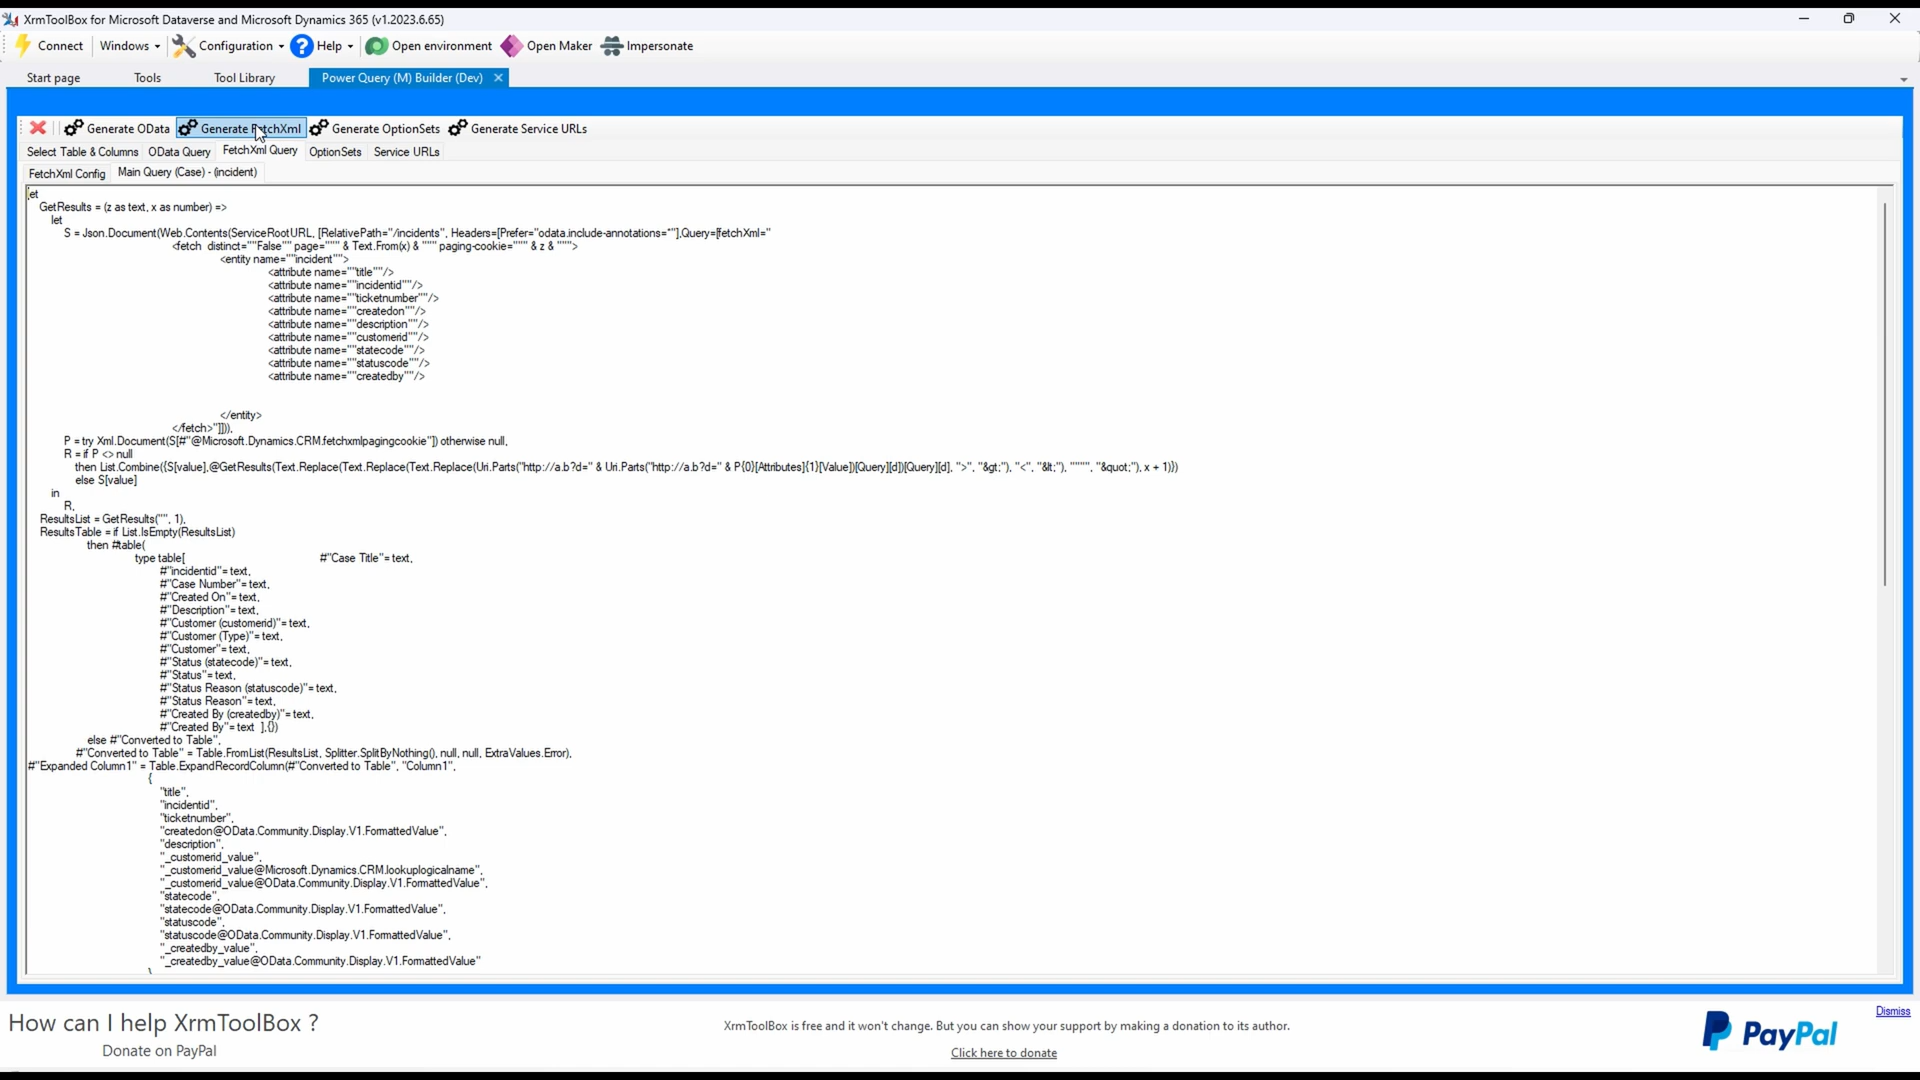 XrmToolBox for Microsoft Dataverse and Microsoft Dynamics 365 (v1.2023.6.65)
Connect Windows Configuration Help Open environment Open Maker Impersonate
Start page Tools Tool Library Power Query (M) Builder (Dev)
Generate OData Generate FetchXml Generate OptionSets Generate Service URLs
Select Table & Columns OData Query FetchXml Query OptionSets Service URLs
FetchXml Config Main Query (Case) - (incident)
let
GetResults = (z as text, x as number) =>
let
S = Json.Document(Web.Contents(ServiceRootURL, [RelativePath="/incidents", Headers=[Prefer="odata.include-annotations=*"],Query=[fetchXml="
<fetch distinct=""False"" page=""" & Text.From(x) & """ paging-cookie=""" & z & """>
<entity name=""incident"">
<attribute name=""title""/>
<attribute name=""incidentid""/>
<attribute name=""ticketnumber""/>
<attribute name=""createdon""/>
<attribute name=""description""/>
<attribute name=""customerid""/>
<attribute name=""statecode""/>
<attribute name=""statuscode""/>
<attribute name=""createdby""/>
</entity>
</fetch>"]])),
P = try Xml.Document(S[#"@Microsoft.Dynamics.CRM.fetchxmlpagingcookie"]) otherwise null,
R = if P <> null
then List.Combine({S[value],@GetResults(Text.Replace(Text.Replace(Text.Replace(Uri.Parts("http://a.b?d=" & Uri.Parts("http://a.b?d=" & P{0}[Attributes]{1}[Value])[Query][d])[Query][d], ">", "&gt;"), "<", "&lt;"), """", "&quot;"), x + 1)})
else S[value]
in
R,
ResultsList = GetResults("", 1),
ResultsTable = if List.IsEmpty(ResultsList)
then #table(
type table[ #"Case Title"= text,
#"incidentid"= text,
#"Case Number"= text,
#"Created On"= text,
#"Description"= text,
#"Customer (customerid)"= text,
#"Customer (Type)"= text,
#"Customer"= text,
#"Status (statecode)"= text,
#"Status"= text,
#"Status Reason (statuscode)"= text,
#"Status Reason"= text,
#"Created By (createdby)"= text,
#"Created By"= text ],{})
else #"Converted to Table",
#"Converted to Table" = Table.FromList(ResultsList, Splitter.SplitByNothing(), null, null, ExtraValues.Error),
#"Expanded Column1" = Table.ExpandRecordColumn(#"Converted to Table", "Column1",
{
"title",
"incidentid",
"ticketnumber",
"createdon@OData.Community.Display.V1.FormattedValue",
"description",
"_customerid_value",
"_customerid_value@Microsoft.Dynamics.CRM.lookuplogicalname",
"_customerid_value@OData.Community.Display.V1.FormattedValue",
"statecode",
"statecode@OData.Community.Display.V1.FormattedValue",
"statuscode",
"statuscode@OData.Community.Display.V1.FormattedValue",
"_createdby_value",
"_createdby_value@OData.Community.Display.V1.FormattedValue"
How can I help XrmToolBox ?
Donate on PayPal
XrmToolBox is free and it won't change. But you can show your support by making a donation to its author.
Click here to donate
PayPal
Dismiss